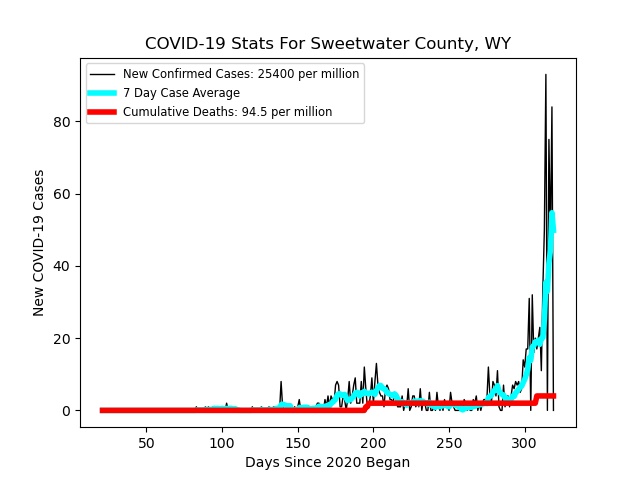 COVID-19 Stats For Sweetwater County, WY
New Confirmed Cases: 25400 per million
7 Day Case Average
Cumulative Deaths: 94.5 per million
New COVID-19 Cases
80
60
40
20
0
50 100 150 200 250 300
Days Since 2020 Began